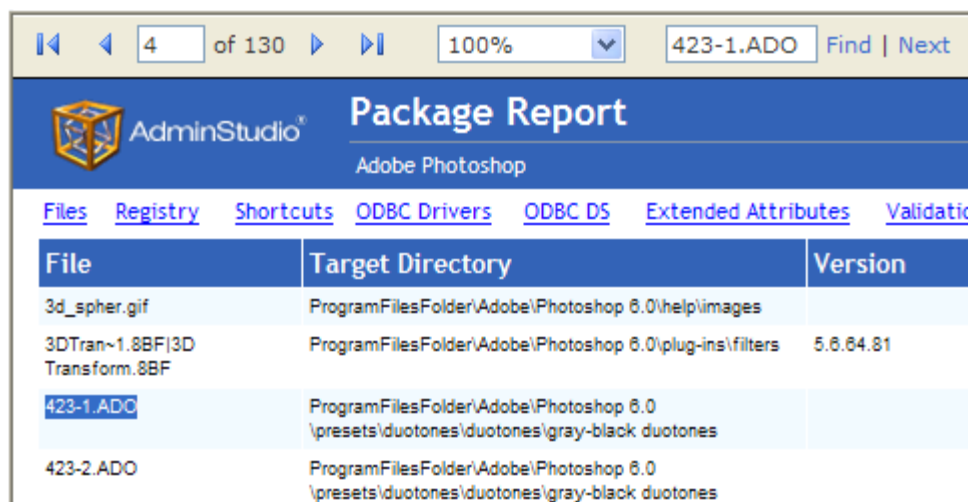 4 of 130 100% 423-1.ADO Find | Next
AdminStudio® Package Report
Adobe Photoshop
Files Registry Shortcuts ODBC Drivers ODBC DS Extended Attributes
File Target Directory Version
3d_spher.gif ProgramFilesFolder\Adobe\Photoshop 6.0\help\images
3DTran~1.8BF|3D ProgramFilesFolder\Adobe\Photoshop 6.0\plug-ins\filters 5.6.64.81
Transform.8BF
423-1.ADO ProgramFilesFolder\Adobe\Photoshop 6.0
\presets\duotones\duotones\gray-black duotones
423-2.ADO ProgramFilesFolder\Adobe\Photoshop 6.0
\presets\duotones\duotones\gray-black duotones